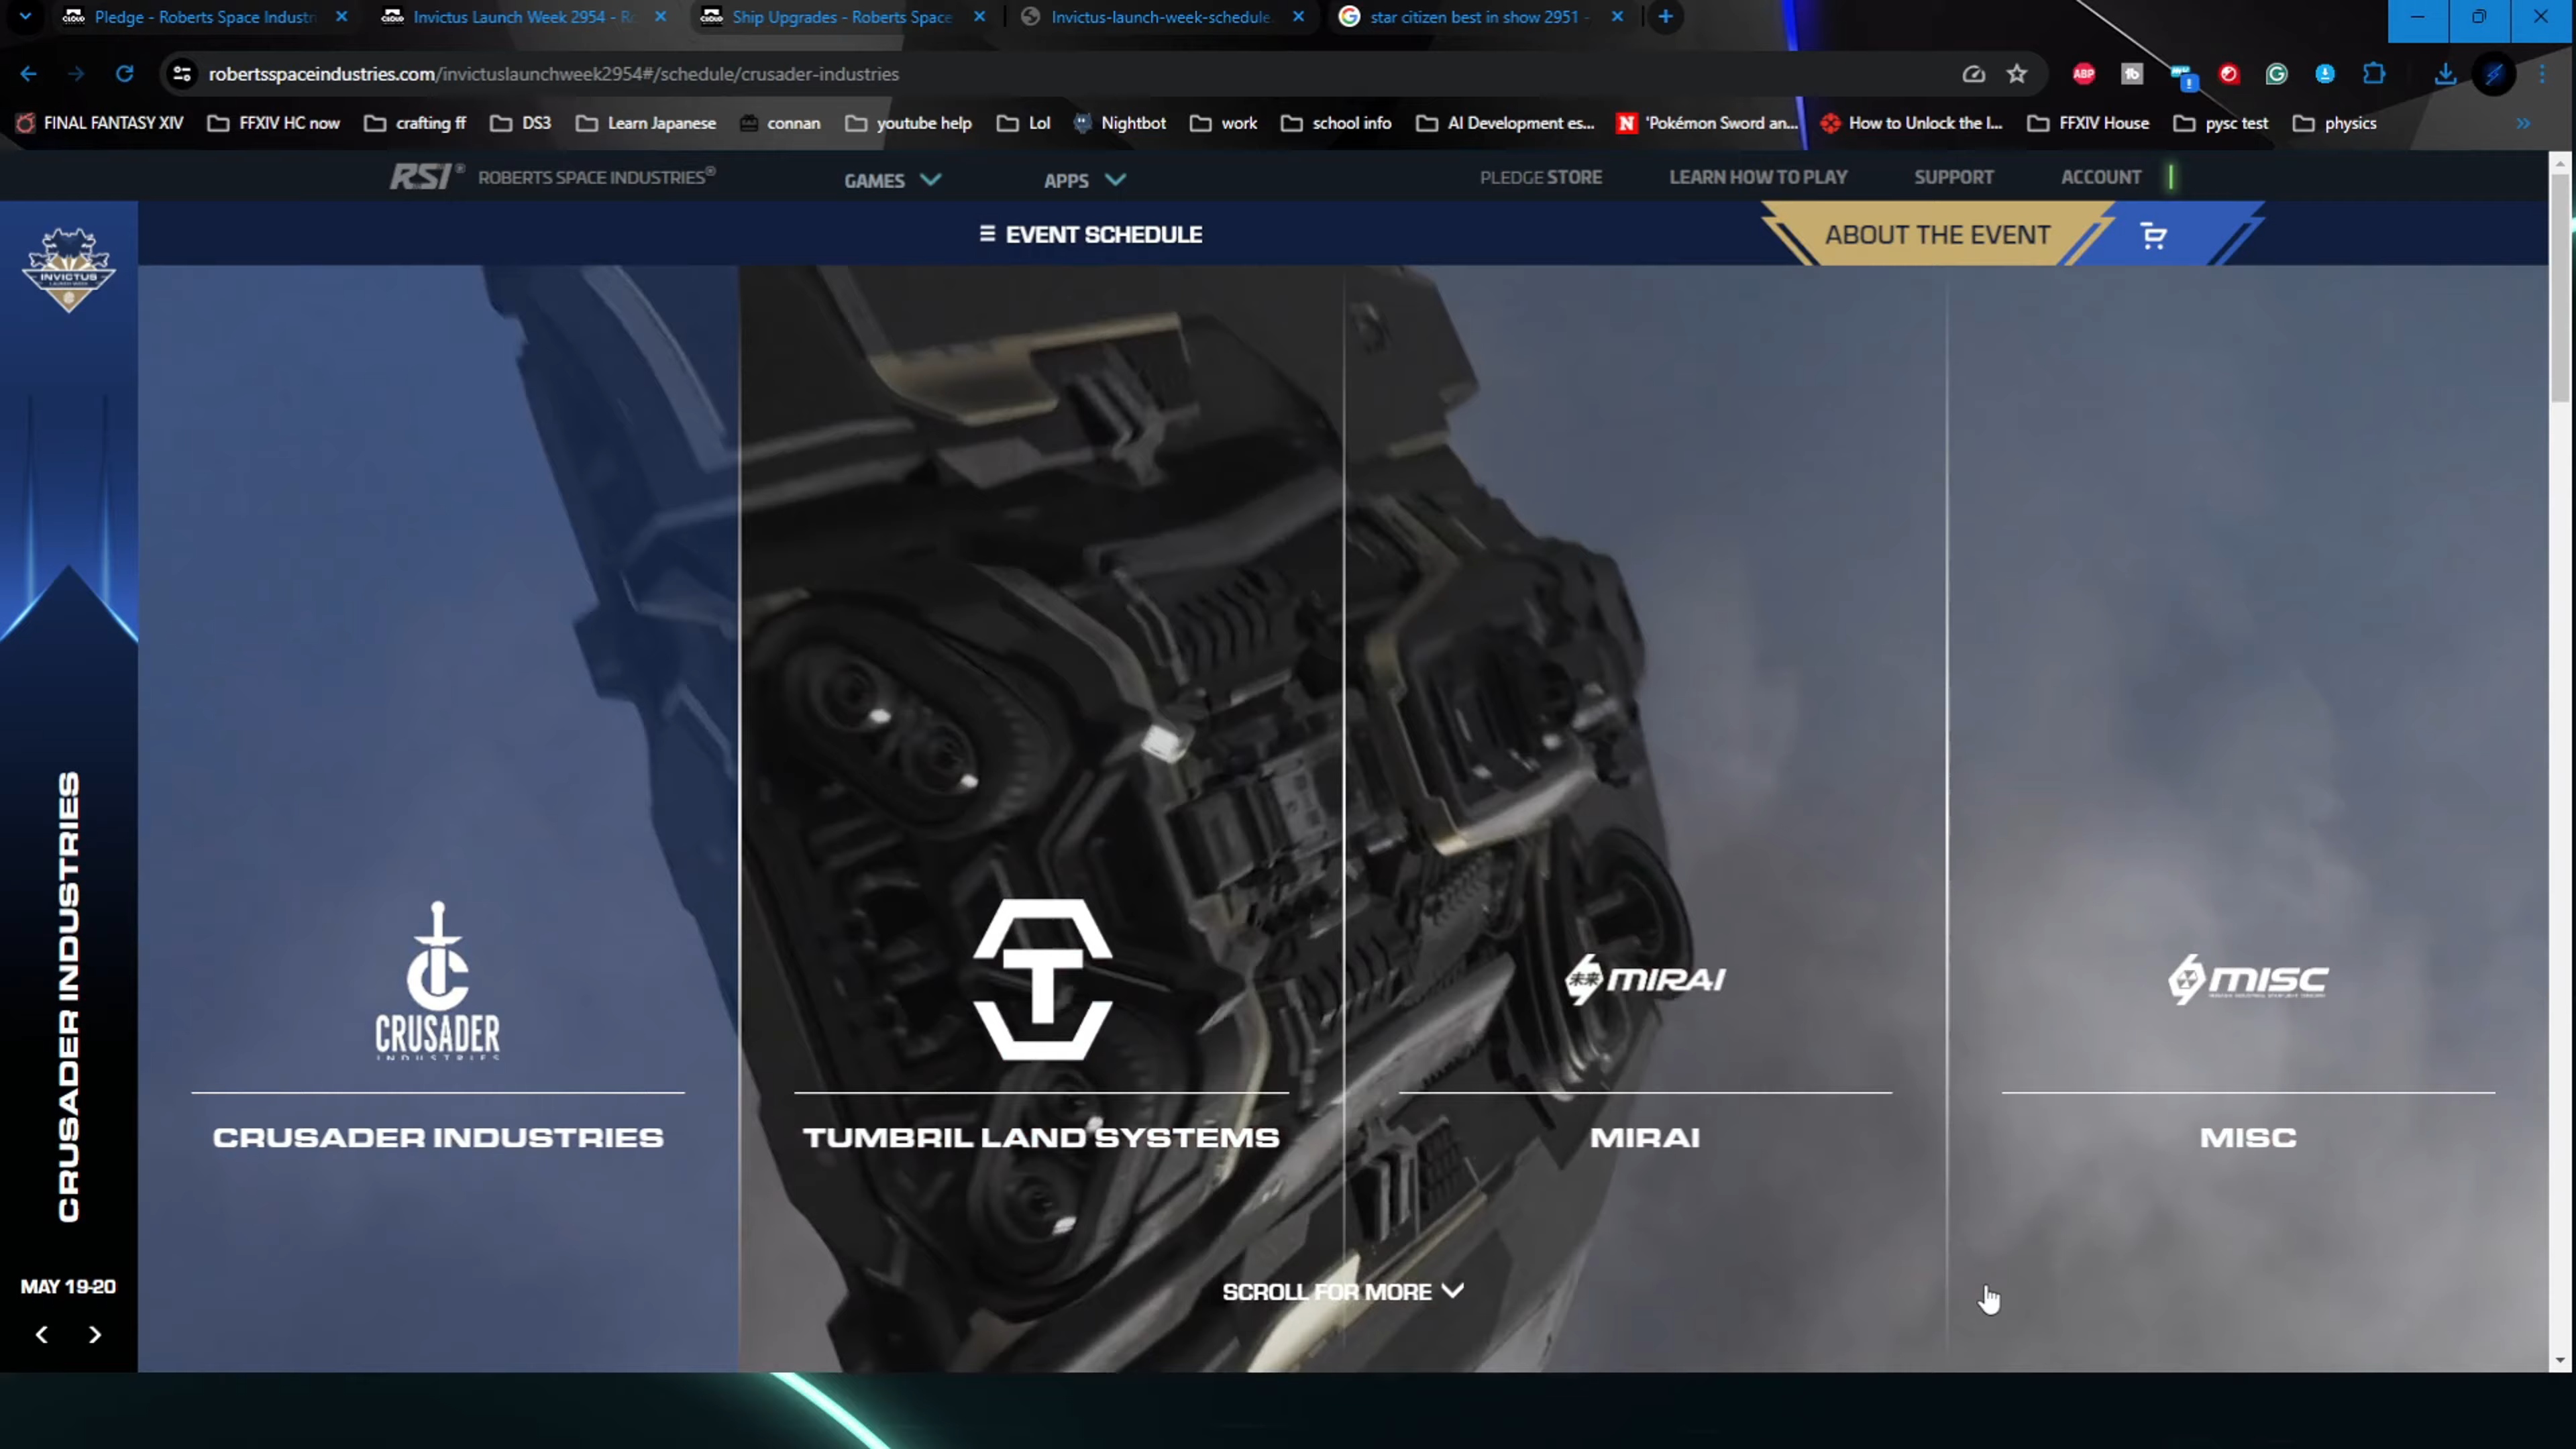 Pledge - Roberts Space Industri
Invictus Launch Week 2954 - Ro
Ship Upgrades - Roberts Space
Invictus-launch-week-schedule
star citizen best in show 2951 -
robertsspaceindustries.com/invictuslaunchweek2954#/schedule/crusader-industries
FINAL FANTASY XIV
FFXIV HC now
crafting ff
DS3
Learn Japanese
connan
youtube help
Lol
Nightbot
work
school info
AI Development es...
'Pokémon Sword an...
How to Unlock the I...
FFXIV House
pysc test
physics
RSI ROBERTS SPACE INDUSTRIES®
GAMES
APPS
PLEDGE STORE
LEARN HOW TO PLAY
SUPPORT
ACCOUNT
INVICTUS
EVENT SCHEDULE
ABOUT THE EVENT
CRUSADER INDUSTRIES
MAY 19-20
CRUSADER
INDUSTRIES
CRUSADER INDUSTRIES
TUMBRIL LAND SYSTEMS
未来 MIRAI
MIRAI
MISC
MISC
SCROLL FOR MORE